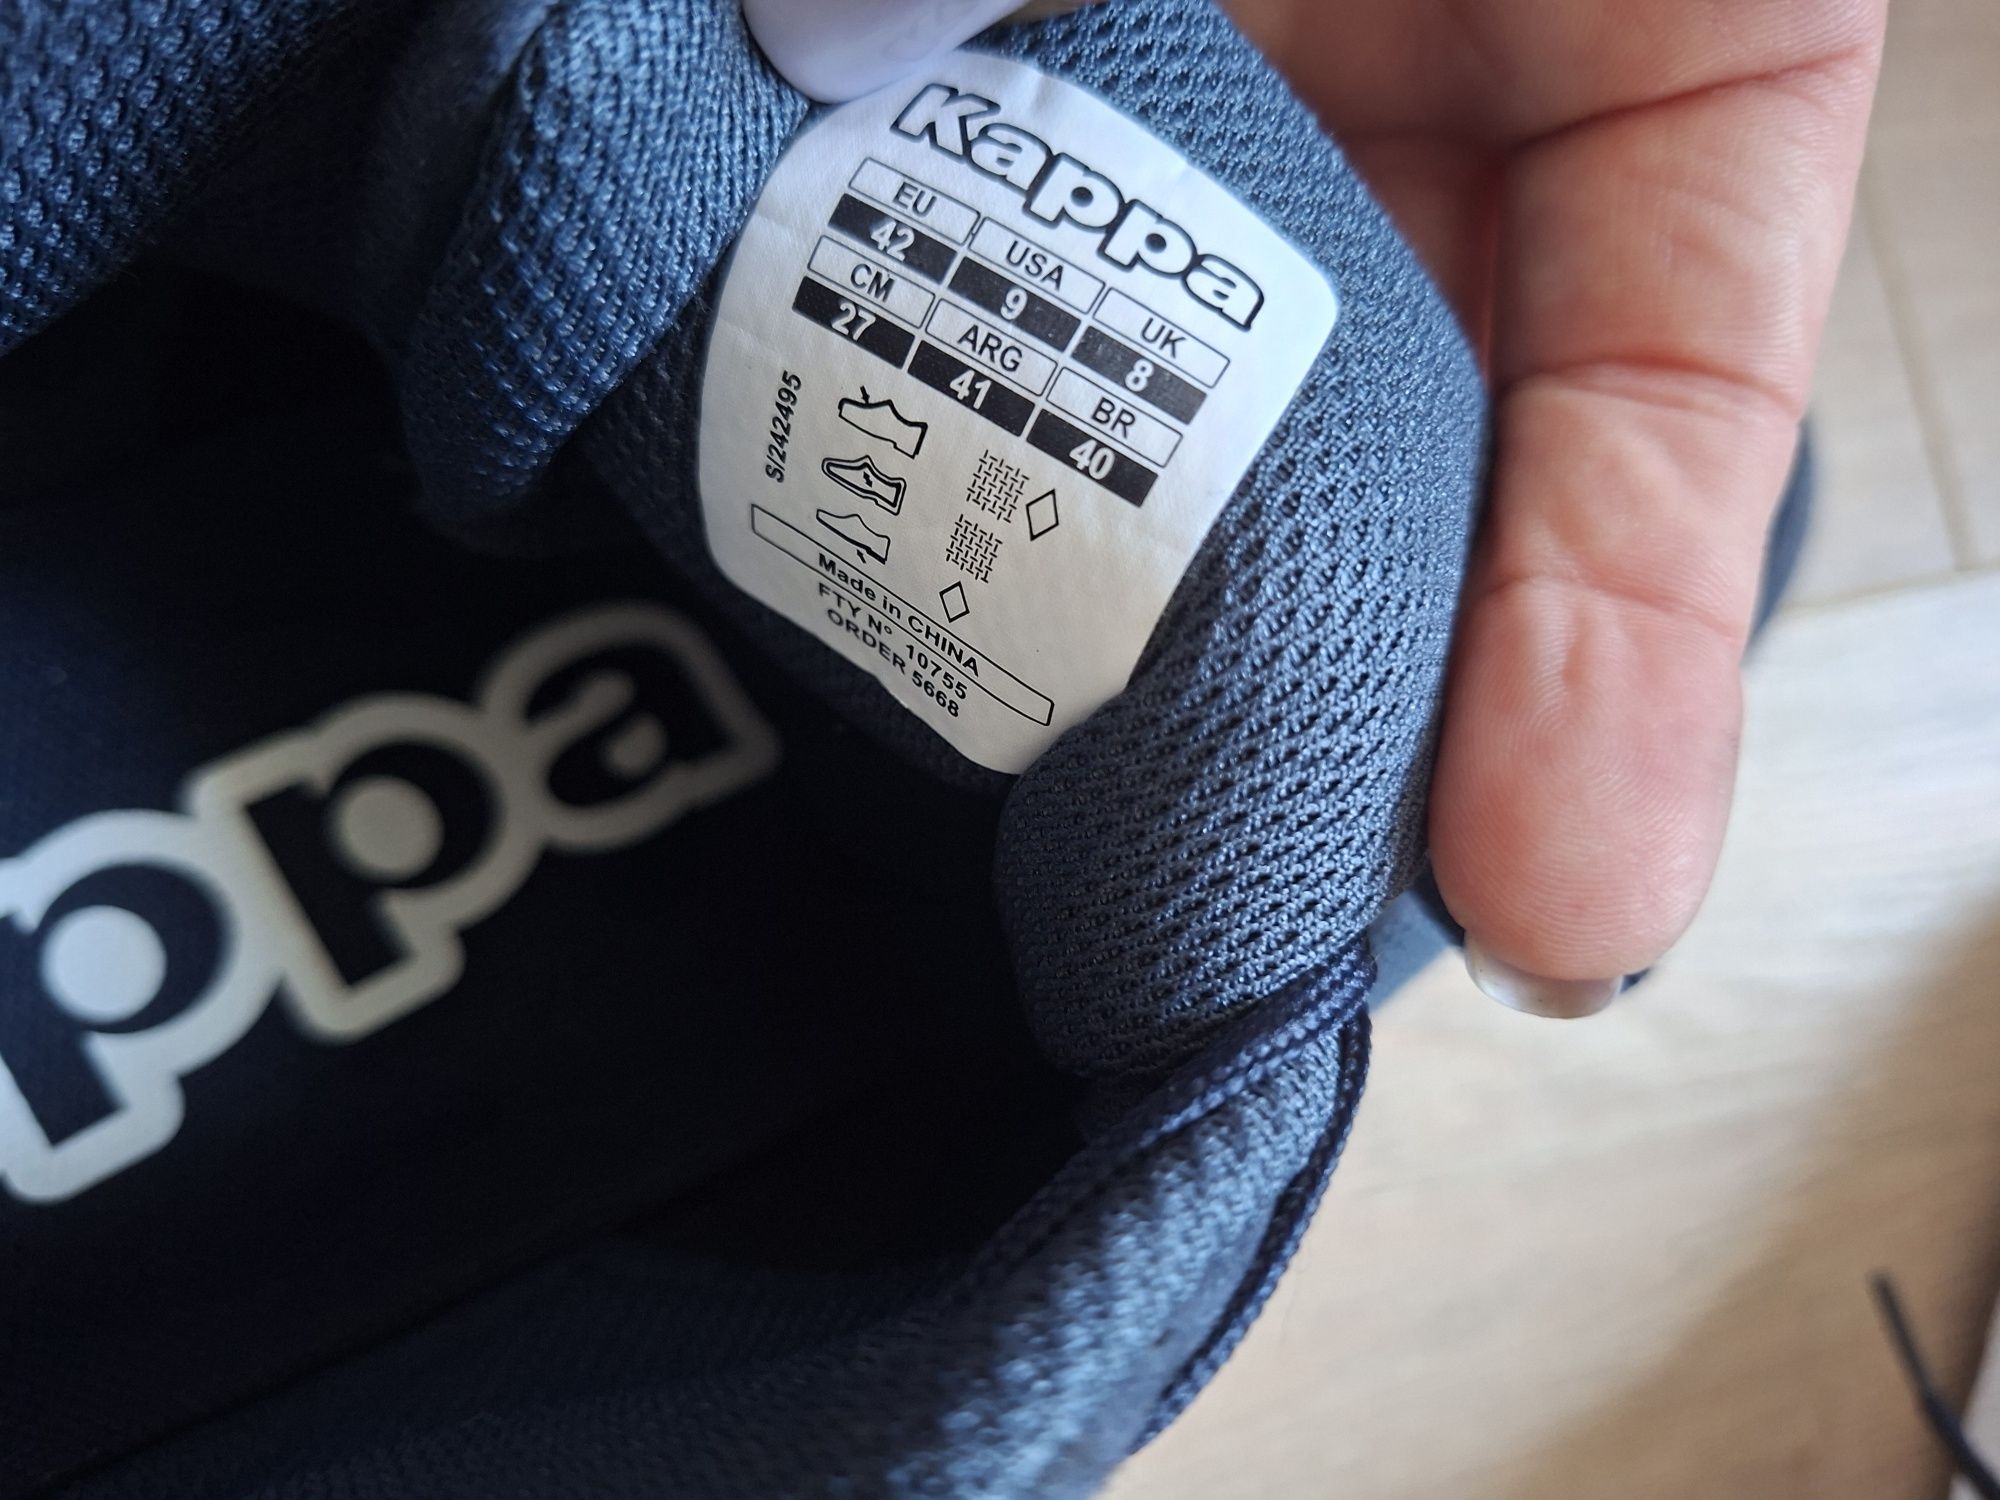 Kappa
EU USA UK
42 9 8
CM ARG BR
27 41 40
S/242495
Made in CHINA
FTY Nº 10755
ORDER 5668
ppa